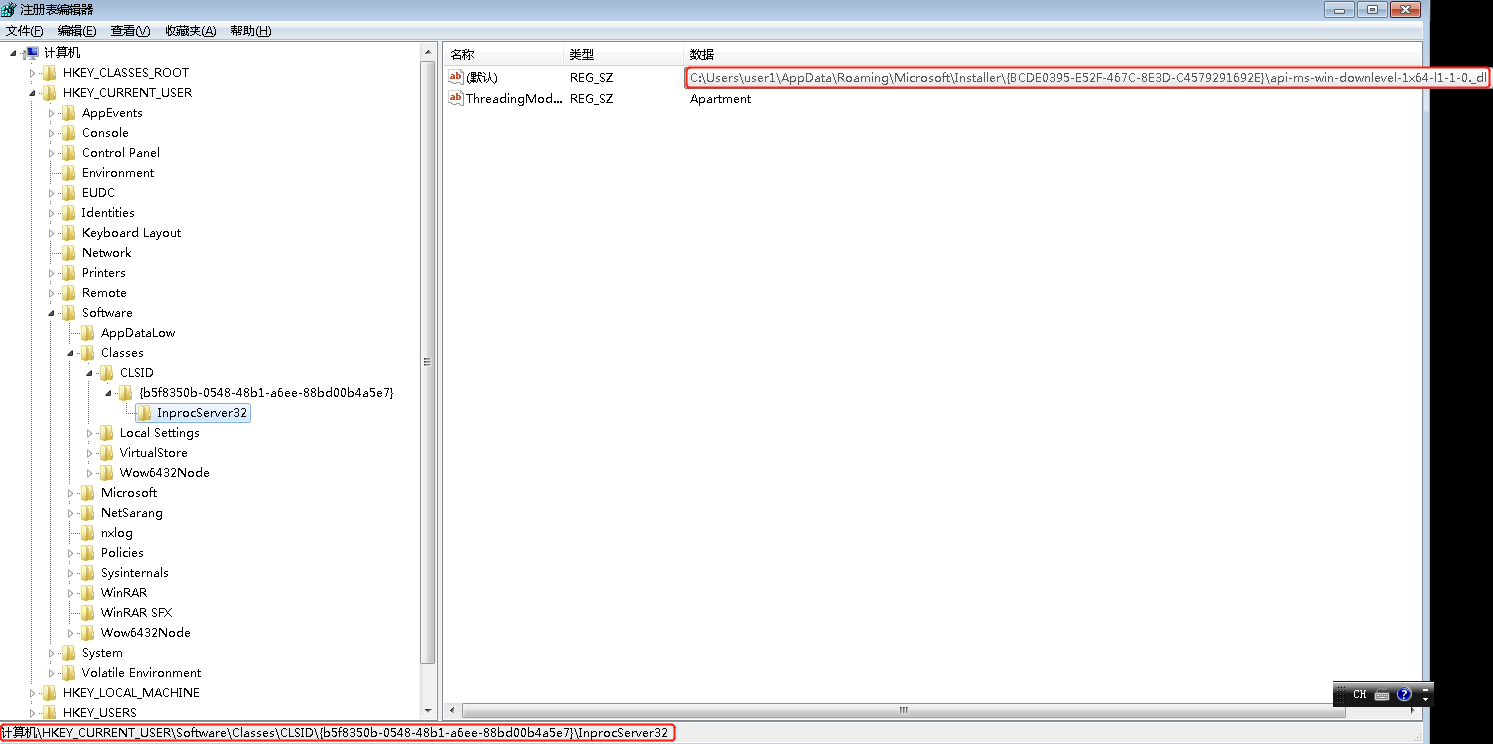 注册表编辑器
文件(F) 编辑(E) 查看(V) 收藏夹(A) 帮助(H)
计算机
HKEY_CLASSES_ROOT
HKEY_CURRENT_USER
AppEvents
Console
Control Panel
Environment
EUDC
Identities
Keyboard Layout
Network
Printers
Remote
Software
AppDataLow
Classes
CLSID
{b5f8350b-0548-48b1-a6ee-88bd00b4a5e7}
InprocServer32
Local Settings
VirtualStore
Wow6432Node
Microsoft
NetSarang
nxlog
Policies
Sysinternals
WinRAR
WinRAR SFX
Wow6432Node
System
Volatile Environment
HKEY_LOCAL_MACHINE
HKEY_USERS
名称 类型 数据
ab (默认) REG_SZ C:\Users\user1\AppData\Roaming\Microsoft\Installer\{BCDE0395-E52F-467C-8E3D-C4579291692E}\api-ms-win-downlevel-1x64-l1-1-0._dl
ab ThreadingMod... REG_SZ Apartment
CH
计算机\HKEY_CURRENT_USER\Software\Classes\CLSID\{b5f8350b-0548-48b1-a6ee-88bd00b4a5e7}\InprocServer32